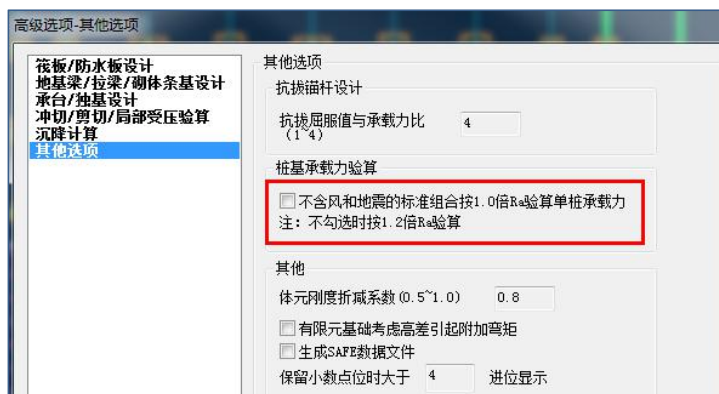 高级选项-其他选项
筏板/防水板设计
地基梁/拉梁/砌体条基设计
承台/独基设计
冲切/剪切/局部受压验算
沉降计算
其他选项
其他选项
抗拔锚杆设计
抗拔屈服值与承载力比 4
(1~4)
桩基承载力验算
不含风和地震的标准组合按1.0倍Ra验算单桩承载力
注：不勾选时按1.2倍Ra验算
其他
体元刚度折减系数(0.5~1.0) 0.8
有限元基础考虑高差引起附加弯矩
生成SAFE数据文件
保留小数点位时大于 4 进位显示